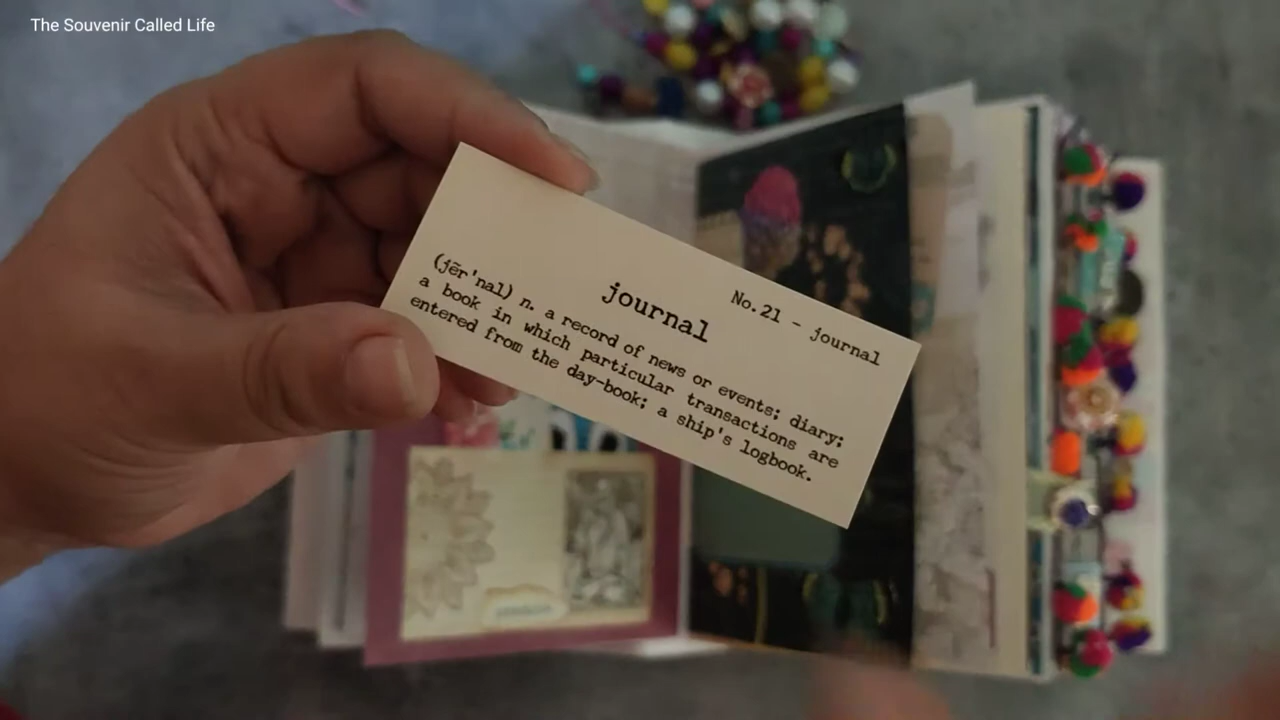 The Souvenir Called Life
No.21 - journal
journal
(jẽr'nal) n. a record of news or events; diary;
a book in which particular transactions are
entered from the day-book; a ship's logbook.